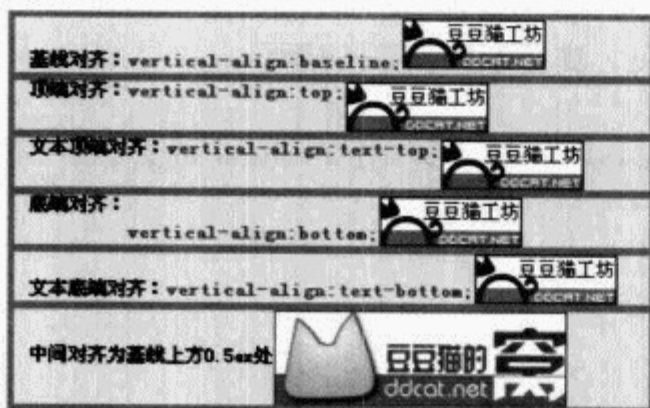 豆豆猫工坊
基线对齐：vertical-align:baseline;
DDCAT.NET
顶端对齐：vertical-align:top;
豆豆猫工坊
DDCAT.NET
文本顶端对齐：vertical-align:text-top;
豆豆猫工坊
DDCAT.NET
底端对齐：
豆豆猫工坊
vertical-align:bottom;
DDCAT.NET
豆豆猫工坊
文本底端对齐：vertical-align:text-bottom;
DDCAT.NET
中间对齐为基线上方0.5ex处
豆豆猫的窝
ddcat.net